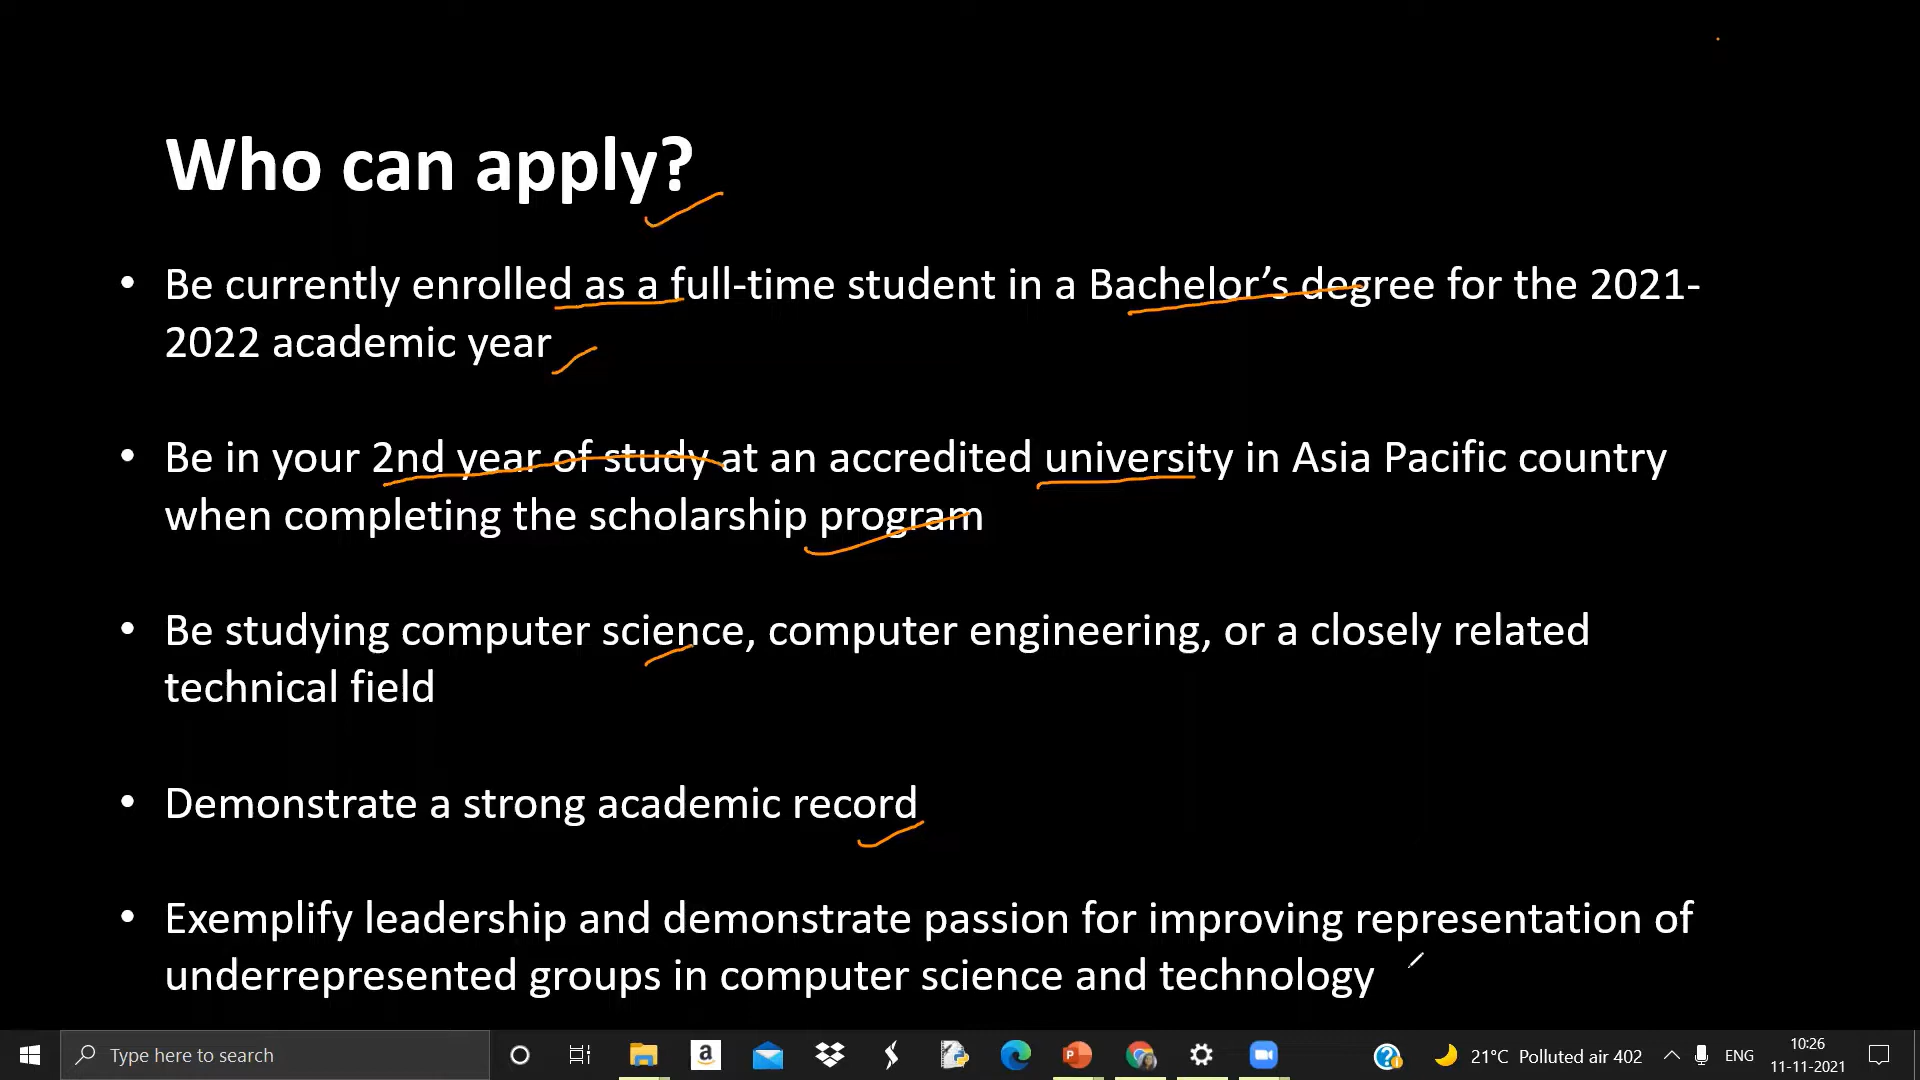 Who can apply?
• Be currently enrolled as a full-time student in a Bachelor’s degree for the 2021-
2022 academic year
• Be in your 2nd year of study at an accredited university in Asia Pacific country
when completing the scholarship program
• Be studying computer science, computer engineering, or a closely related
technical field
• Demonstrate a strong academic record
• Exemplify leadership and demonstrate passion for improving representation of
underrepresented groups in computer science and technology
Type here to search
21°C Polluted air 402
ENG
10:26
11-11-2021